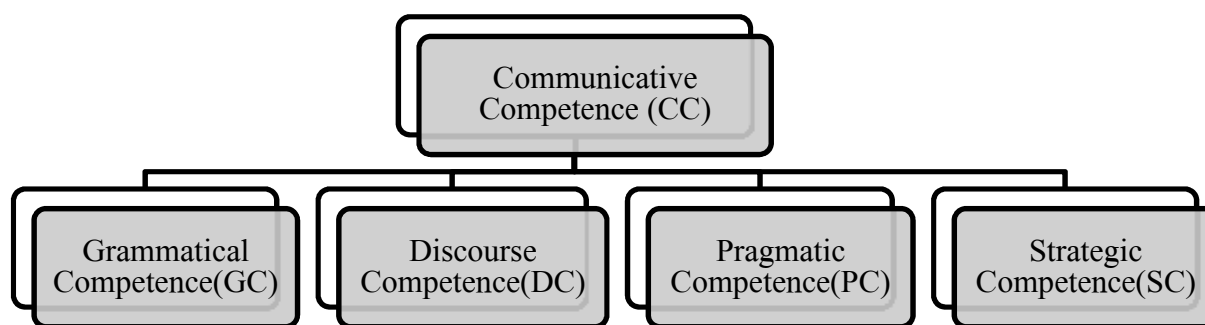 Communicative
Competence (CC)
Grammatical
Competence(GC)
Discourse
Competence(DC)
Pragmatic
Competence(PC)
Strategic
Competence(SC)